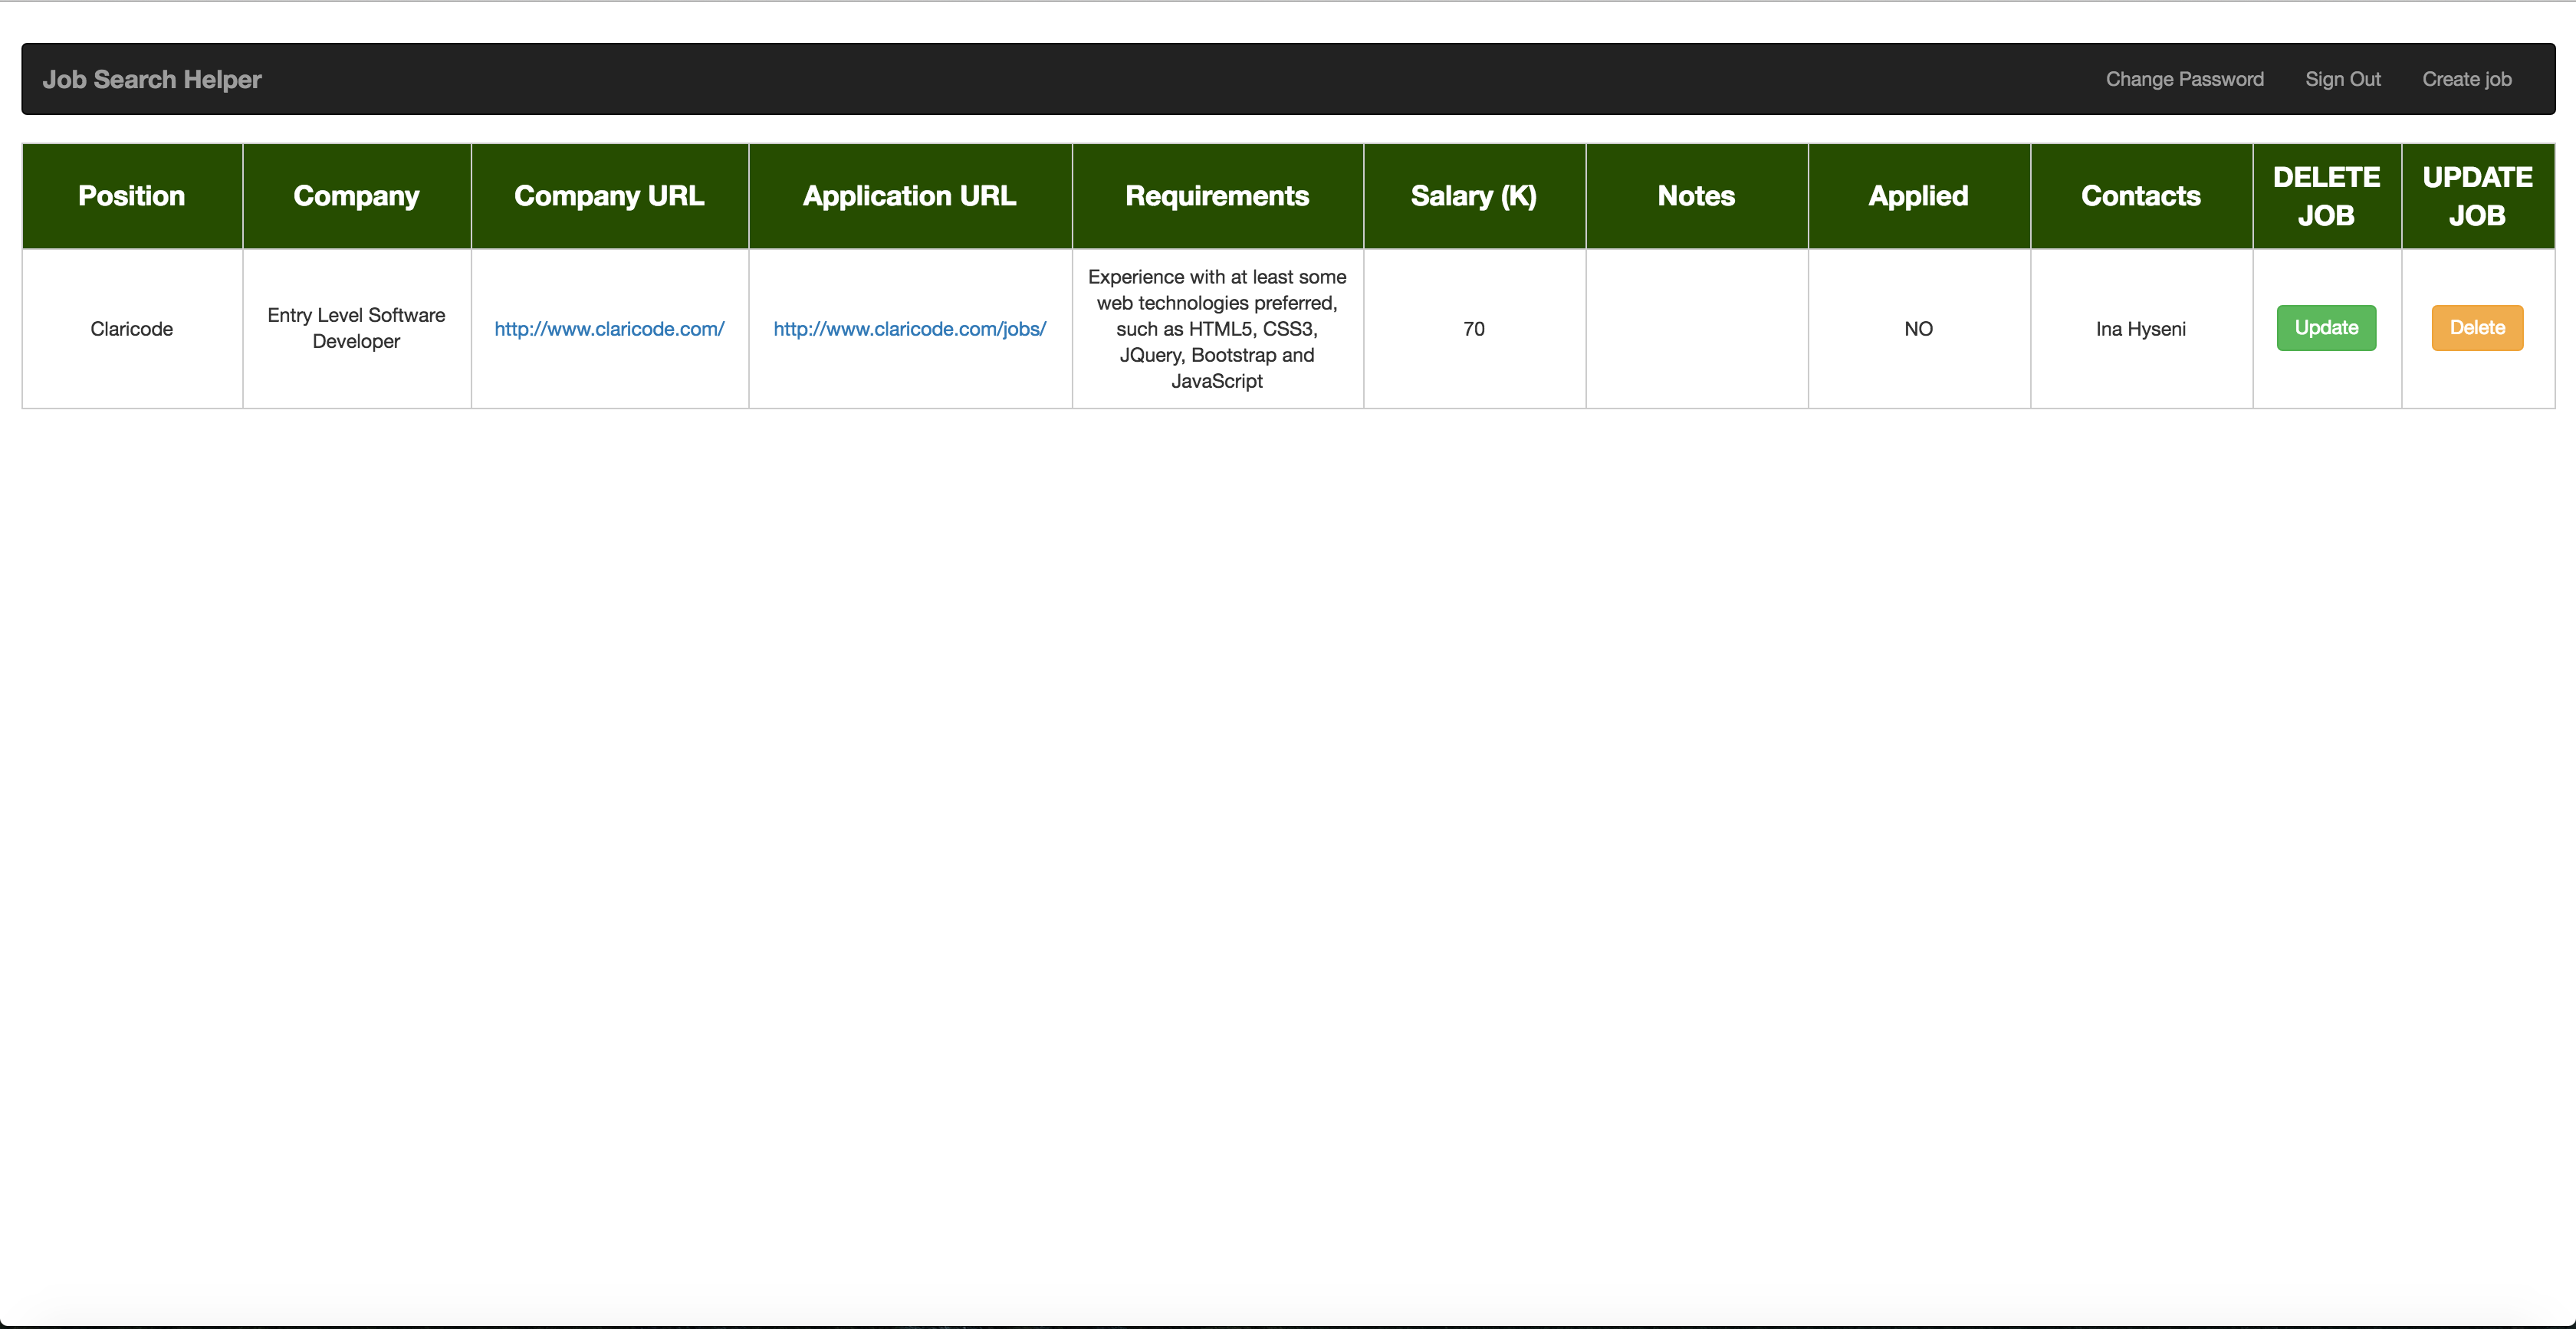 Job Search Helper Change Password Sign Out Create job
Position Company Company URL Application URL Requirements Salary (K) Notes Applied Contacts DELETE JOB UPDATE JOB
Claricode
Entry Level Software
Developer
http://www.claricode.com/
http://www.claricode.com/jobs/
Experience with at least some
web technologies preferred,
such as HTML5, CSS3,
JQuery, Bootstrap and
JavaScript
70
NO
Ina Hyseni
Update
Delete